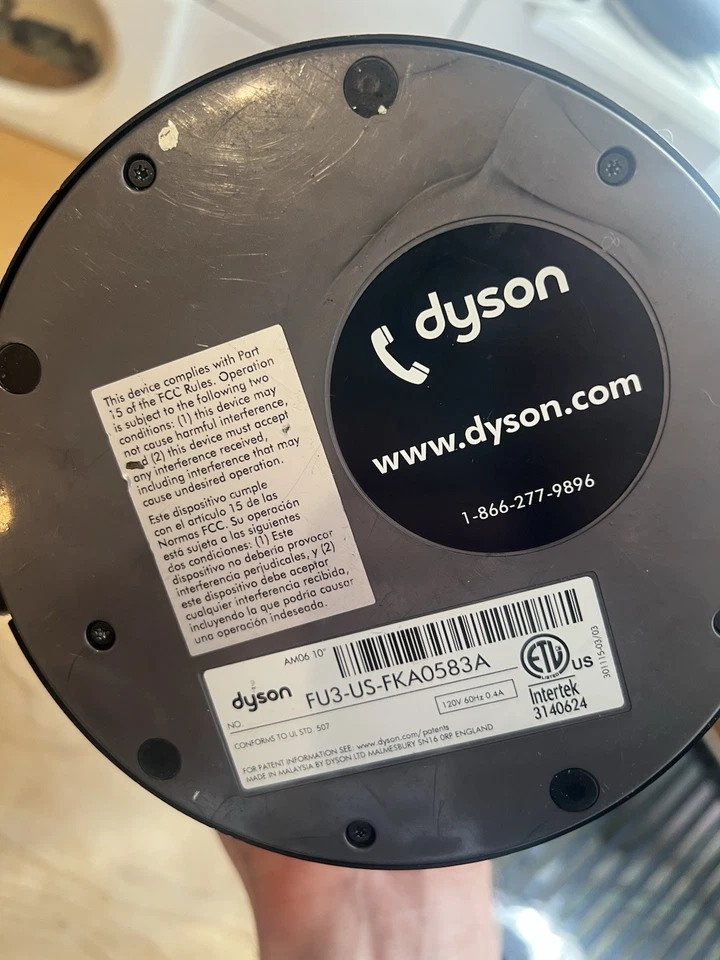 dyson
www.dyson.com
1-866-277-9896
This device complies with Part
15 of the FCC Rules. Operation
is subject to the following two
conditions: (1) this device may
not cause harmful interference,
(2) this device must accept
any interference received,
including interference that may
cause undesired operation.
Este dispositivo cumple
con el artículo 15 de las
Normas FCC. Su operación
está sujeta a las siguientes
dos condiciones: (1) Este
dispositivo no debería provocar
interferencia perjudicales, y (2)
este dispositivo debe aceptar
cualquier interferencia recibida,
incluyendo la que podría causar
una operación indeseada.
AM06 10"
dyson
NO.
FU3-US-FKA0583A
120V 60Hz 0.4A
CONFORMS TO UL STD. 507
FOR PATENT INFORMATION SEE: www.dyson.com/patents
MADE IN MALAYSIA BY DYSON LTD MALMESBURY SN16 0RP ENGLAND
ETL
LISTED
US
Intertek
3140624
301115-03/03